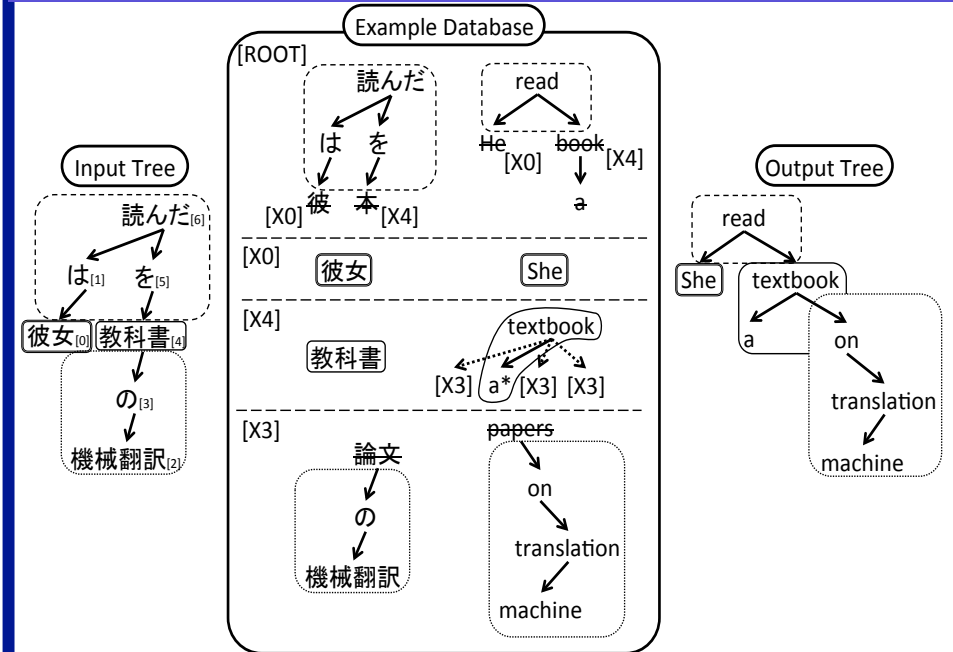 Example Database
Input Tree
読んだ[6]
は[1] を[5]
彼女[0] 教科書[4]
の[3]
機械翻訳[2]
[ROOT]
読んだ read
は を He [X0] book [X4]
[X0] 彼 本 [X4] a
[X0] 彼女 She
[X4] 教科書 textbook
[X3] a* [X3] [X3]
[X3] 論文 papers
の on
機械翻訳 translation
machine
Output Tree
read
She textbook
a on
translation
machine